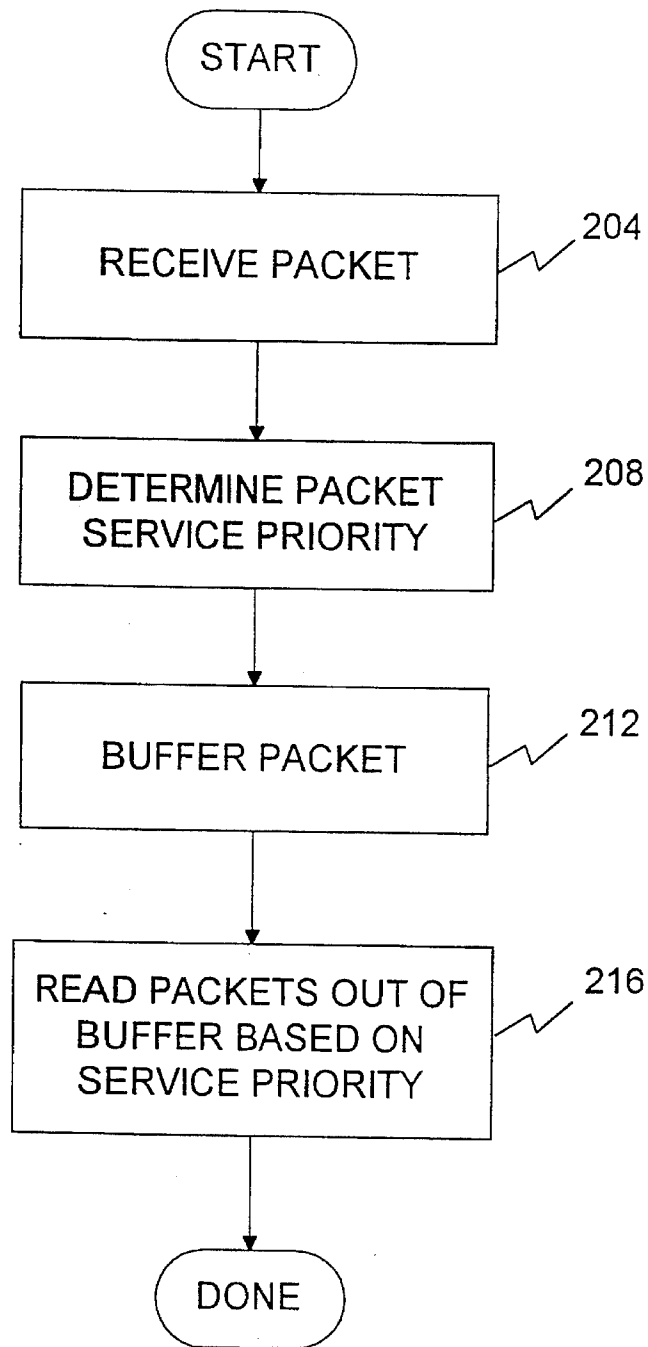 START
RECEIVE PACKET
204
DETERMINE PACKET
SERVICE PRIORITY
208
BUFFER PACKET
212
READ PACKETS OUT OF
BUFFER BASED ON
SERVICE PRIORITY
216
DONE